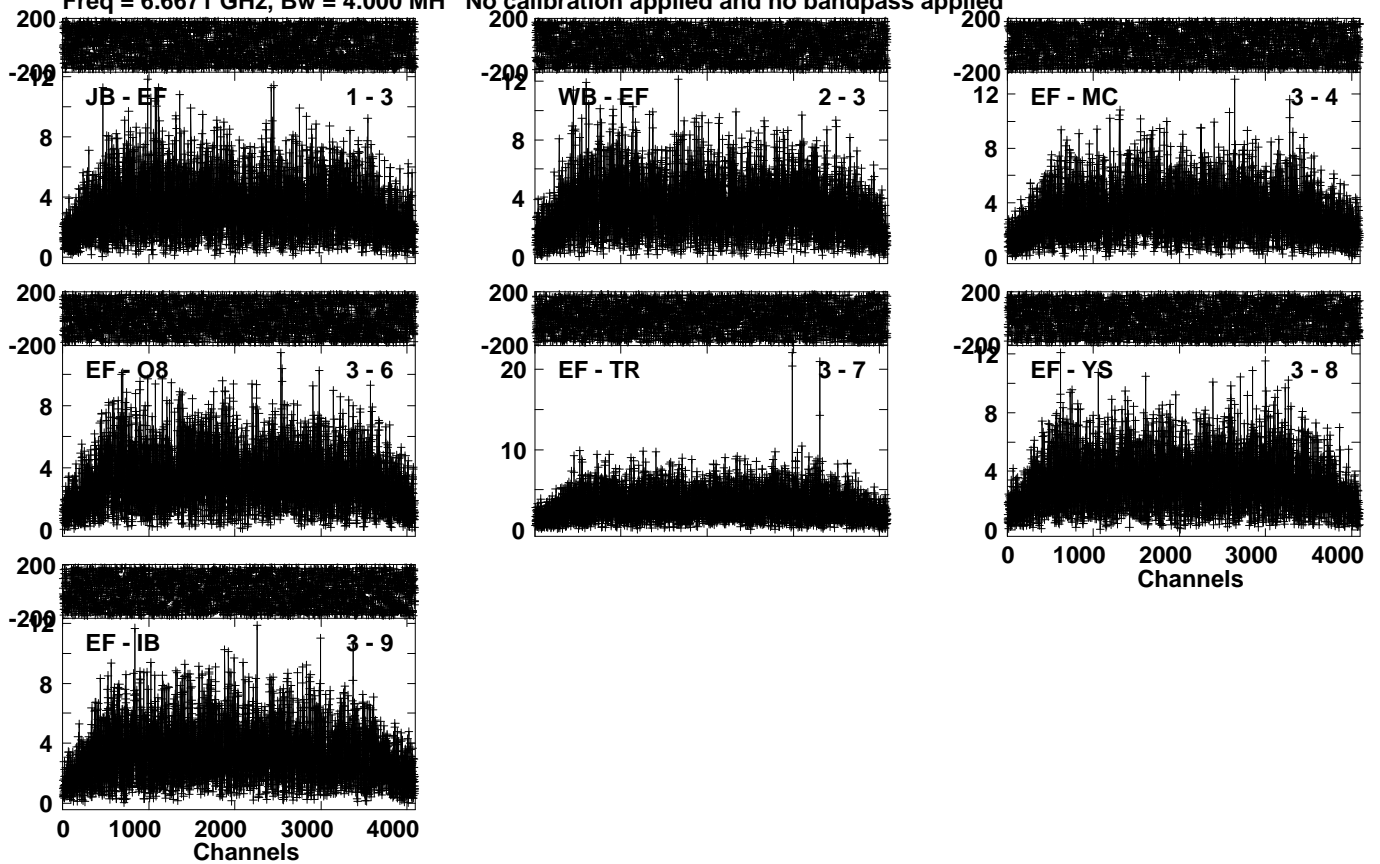 Freq = 6.6671 GHz, Bw = 4.000 MH No calibration applied and no bandpass applied
200 200 200
-200 -200 -200
12 12 12
JB - EF 1 - 3 WB - EF 2 - 3 EF - MC 3 - 4
8 8 8
4 4 4
0 0 0
200 200 200
-200 -200 -200
12
EF - O8 3 - 6 EF - TR 3 - 7 EF - YS 3 - 8
20
8 10 8
4 4
0 0 0
0 1000 2000 3000 4000
Channels
200
-200
12
EF - IB 3 - 9
8
4
0
0 1000 2000 3000 4000
Channels